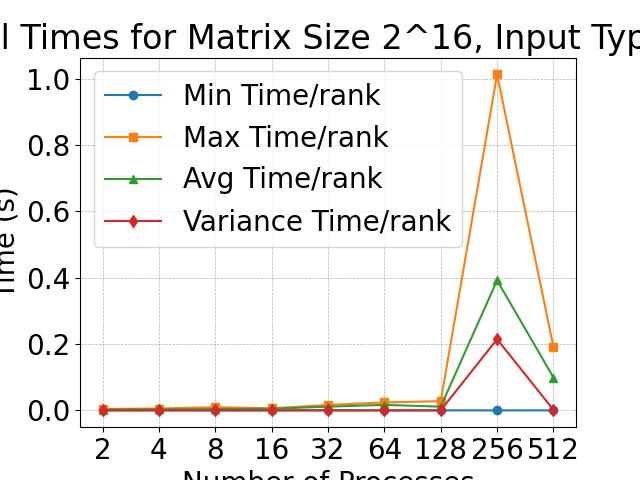 l Times for Matrix Size 2^16, Input Typ
1.0
0.8
0.6
0.4
0.2
0.0
Time (s)
Min Time/rank
Max Time/rank
Avg Time/rank
Variance Time/rank
2 4 8 16 32 64 128 256 512
Number of Processes